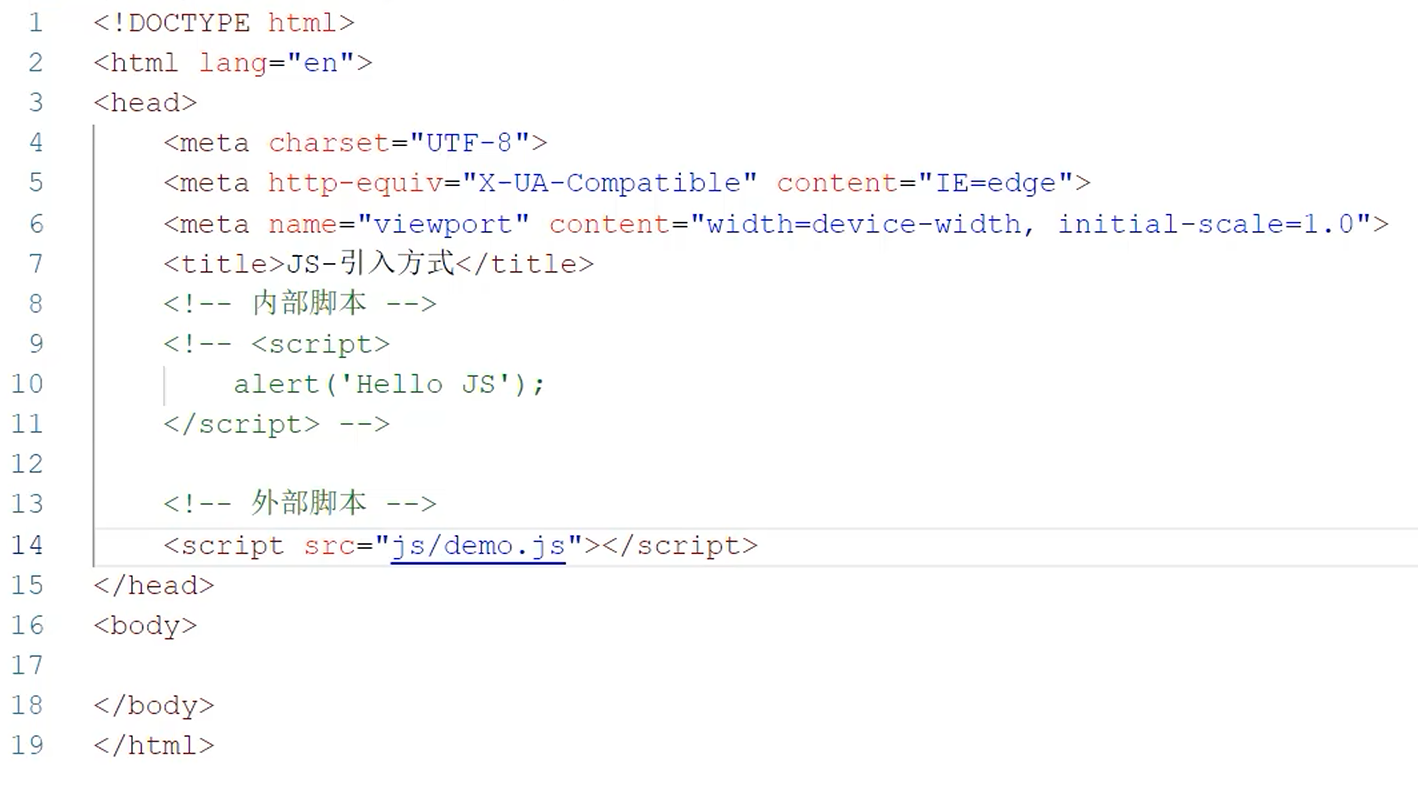 1 <!DOCTYPE html>
2 <html lang="en">
3 <head>
4     <meta charset="UTF-8">
5     <meta http-equiv="X-UA-Compatible" content="IE=edge">
6     <meta name="viewport" content="width=device-width, initial-scale=1.0">
7     <title>JS-引入方式</title>
8     <!-- 内部脚本 -->
9     <!-- <script>
10         alert('Hello JS');
11     </script> -->
12
13     <!-- 外部脚本 -->
14     <script src="js/demo.js"></script>
15 </head>
16 <body>
17
18 </body>
19 </html>